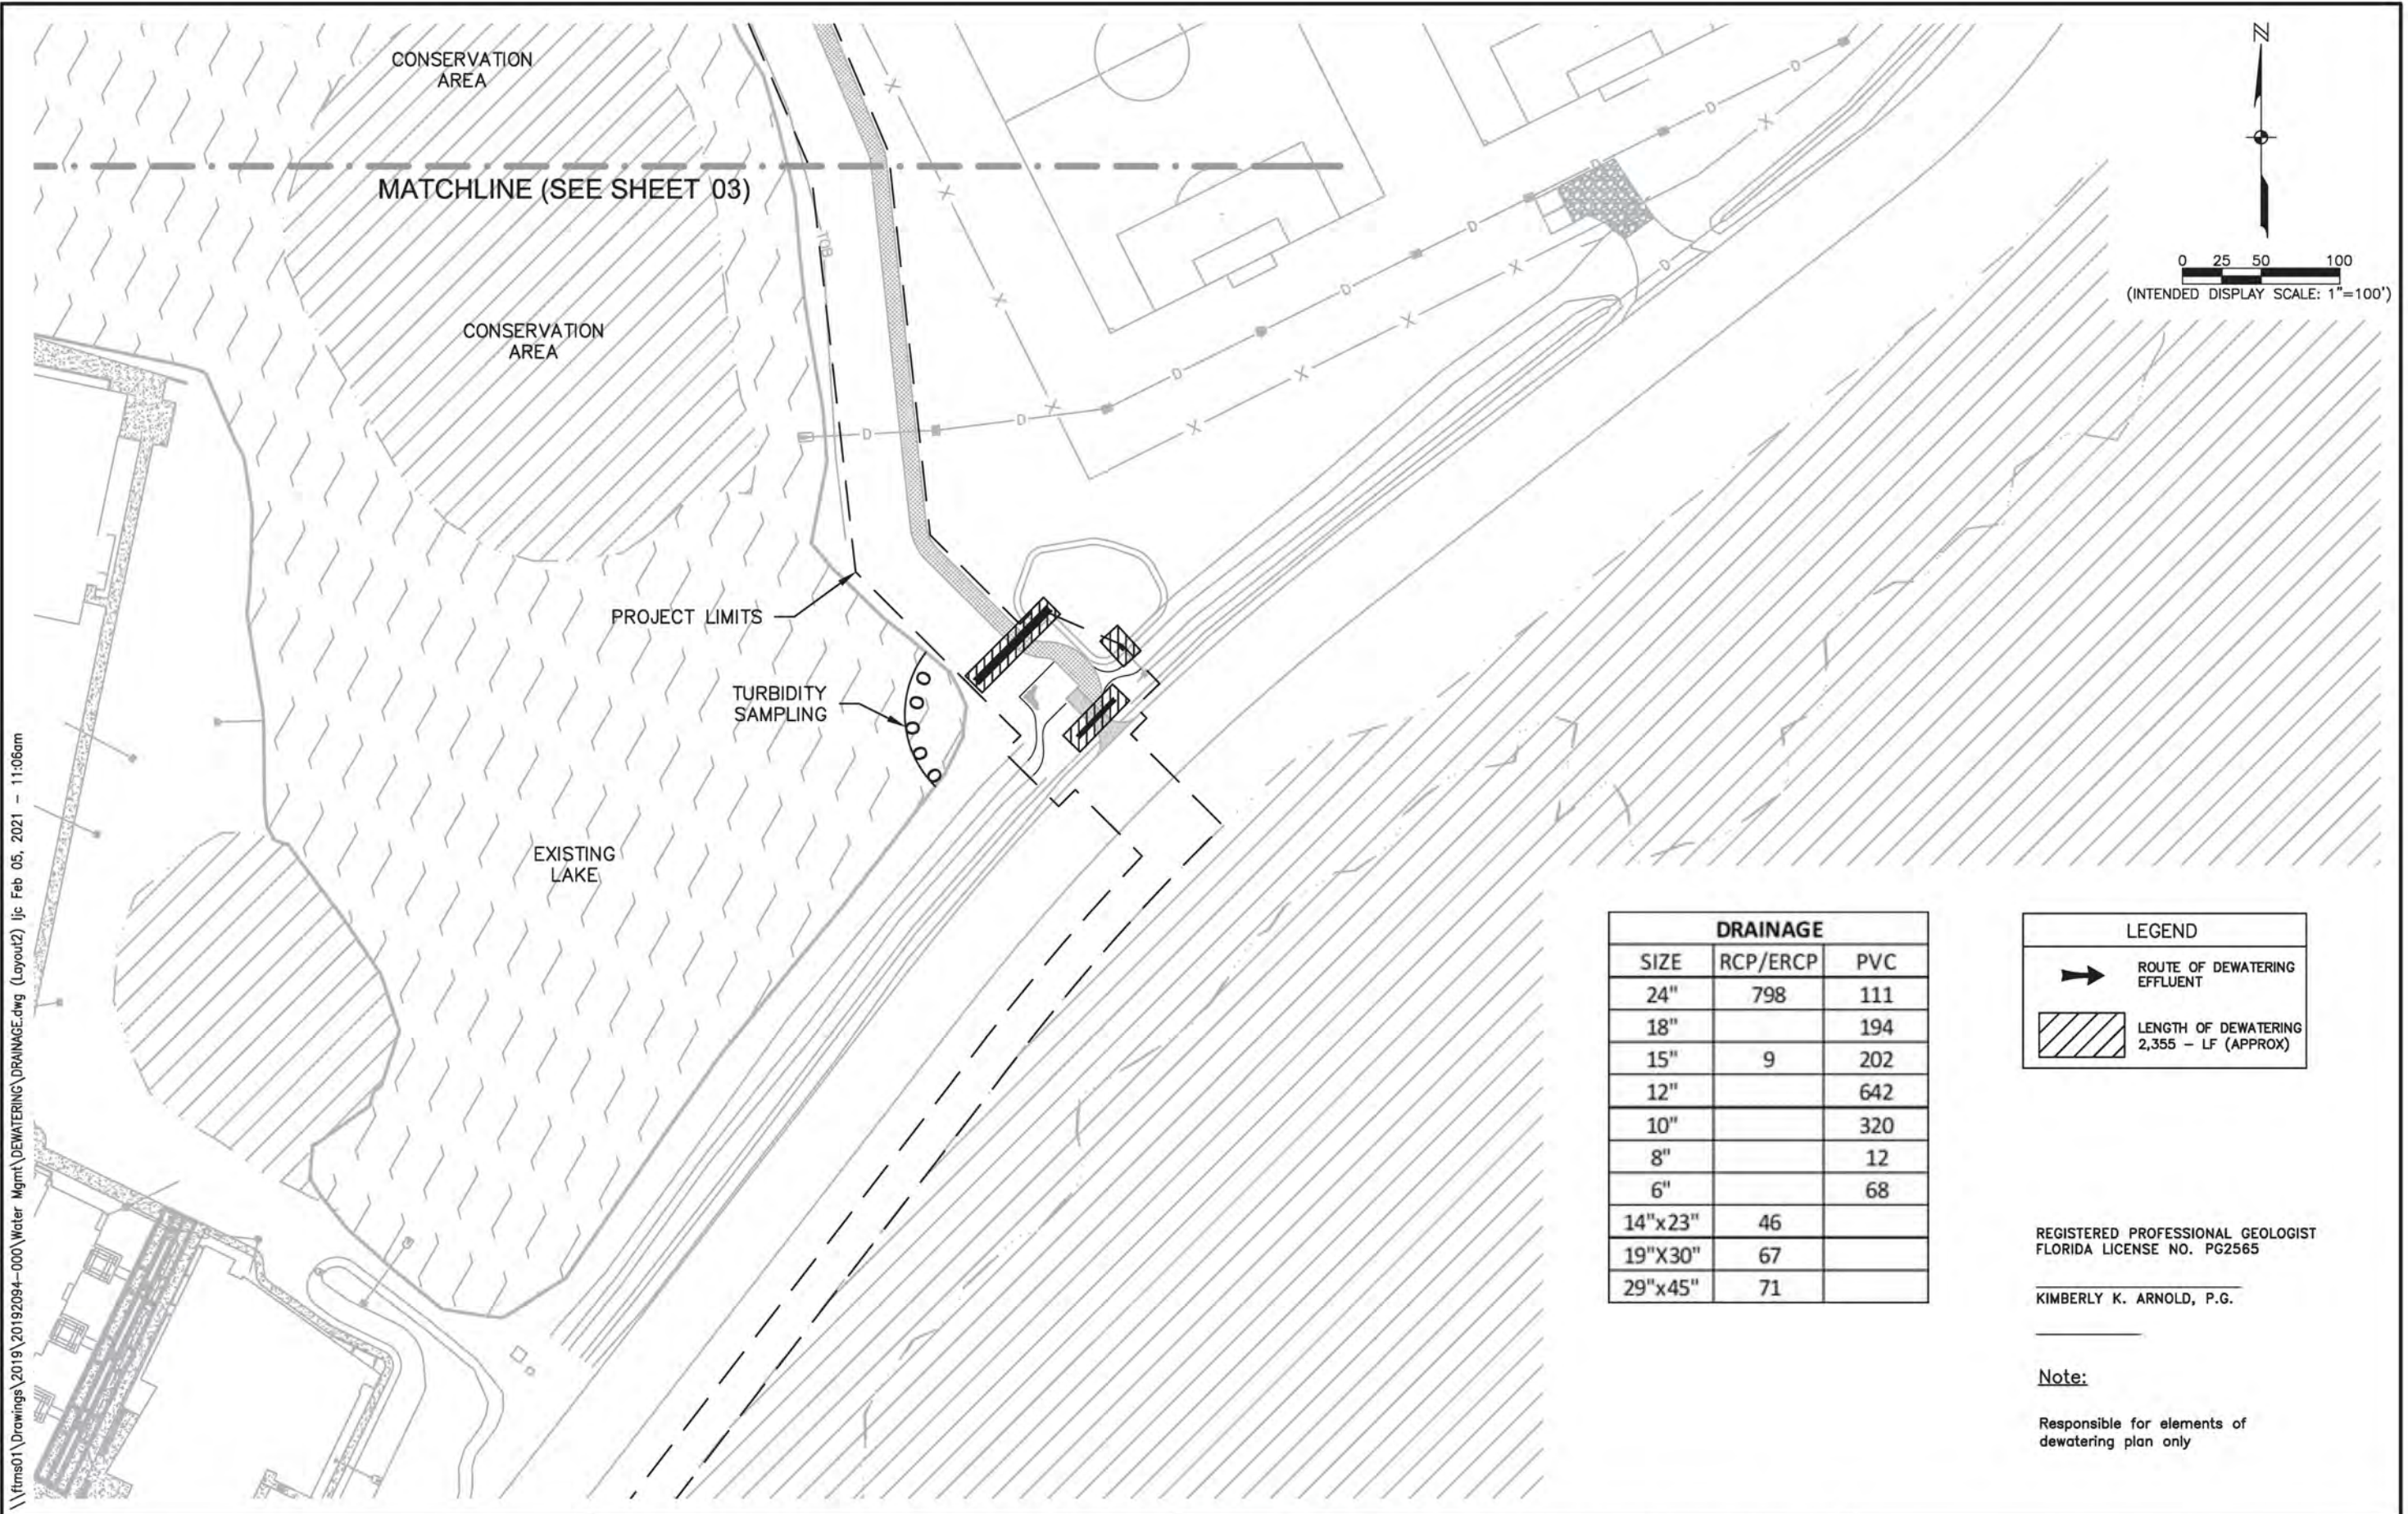 CONSERVATION
AREA
N
MATCHLINE (SEE SHEET 03)
TOB
0 25 50 100
(INTENDED DISPLAY SCALE: 1"=100')
CONSERVATION
AREA
PROJECT LIMITS
TURBIDITY
SAMPLING
EXISTING
LAKE
DRAINAGE
SIZE RCP/ERCP PVC
24" 798 111
18" 194
15" 9 202
12" 642
10" 320
8" 12
6" 68
14"x23" 46
19"X30" 67
29"x45" 71
LEGEND
ROUTE OF DEWATERING
EFFLUENT
LENGTH OF DEWATERING
2,355 – LF (APPROX)
REGISTERED PROFESSIONAL GEOLOGIST
FLORIDA LICENSE NO. PG2565
KIMBERLY K. ARNOLD, P.G.
Note:
Responsible for elements of
dewatering plan only
\\ftms01\Drawings\2019\20192094-000\Water Mgmt\DEWATERING\DRAINAGE.dwg (Layout2) ljc Feb 05, 2021 - 11:06am